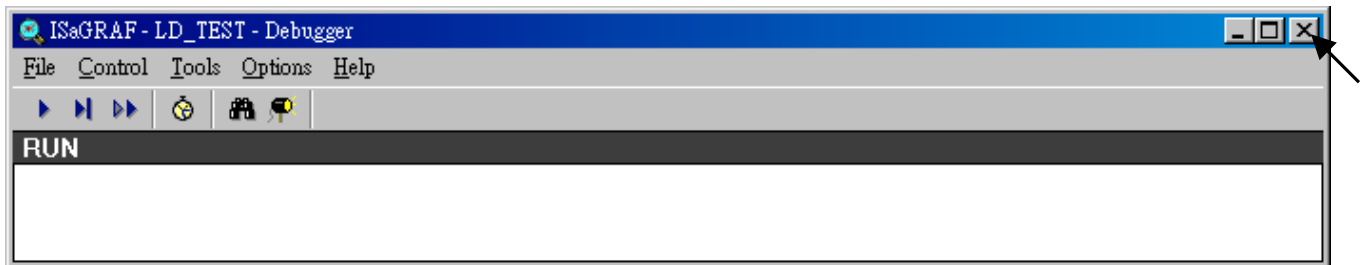 ISaGRAF - LD_TEST - Debugger
File Control Tools Options Help
RUN